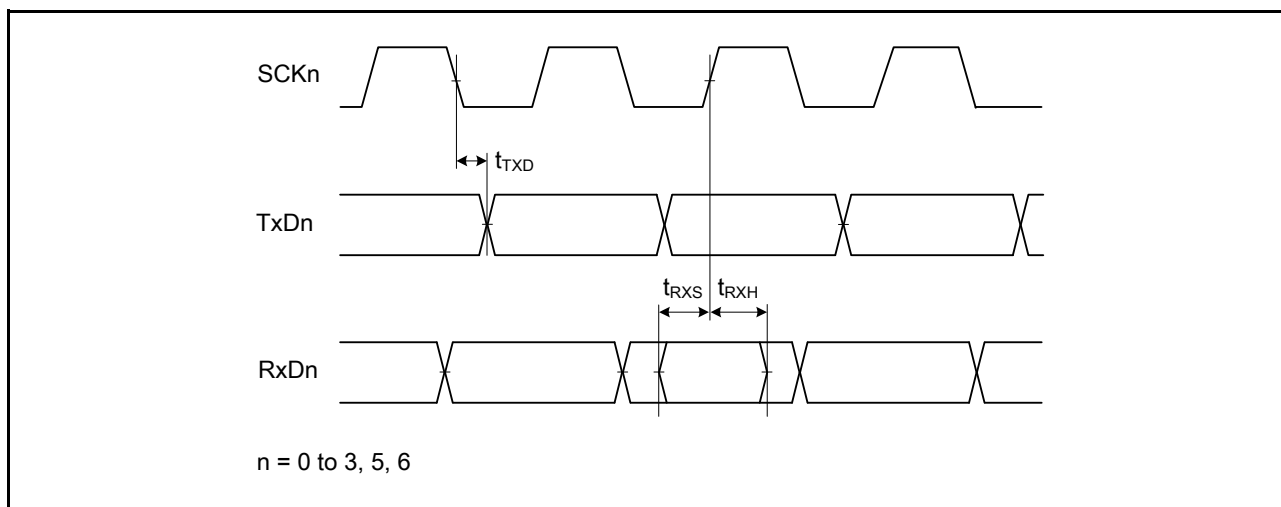 SCKn
tTXD
TxDn
tRXS tRXH
RxDn
n = 0 to 3, 5, 6